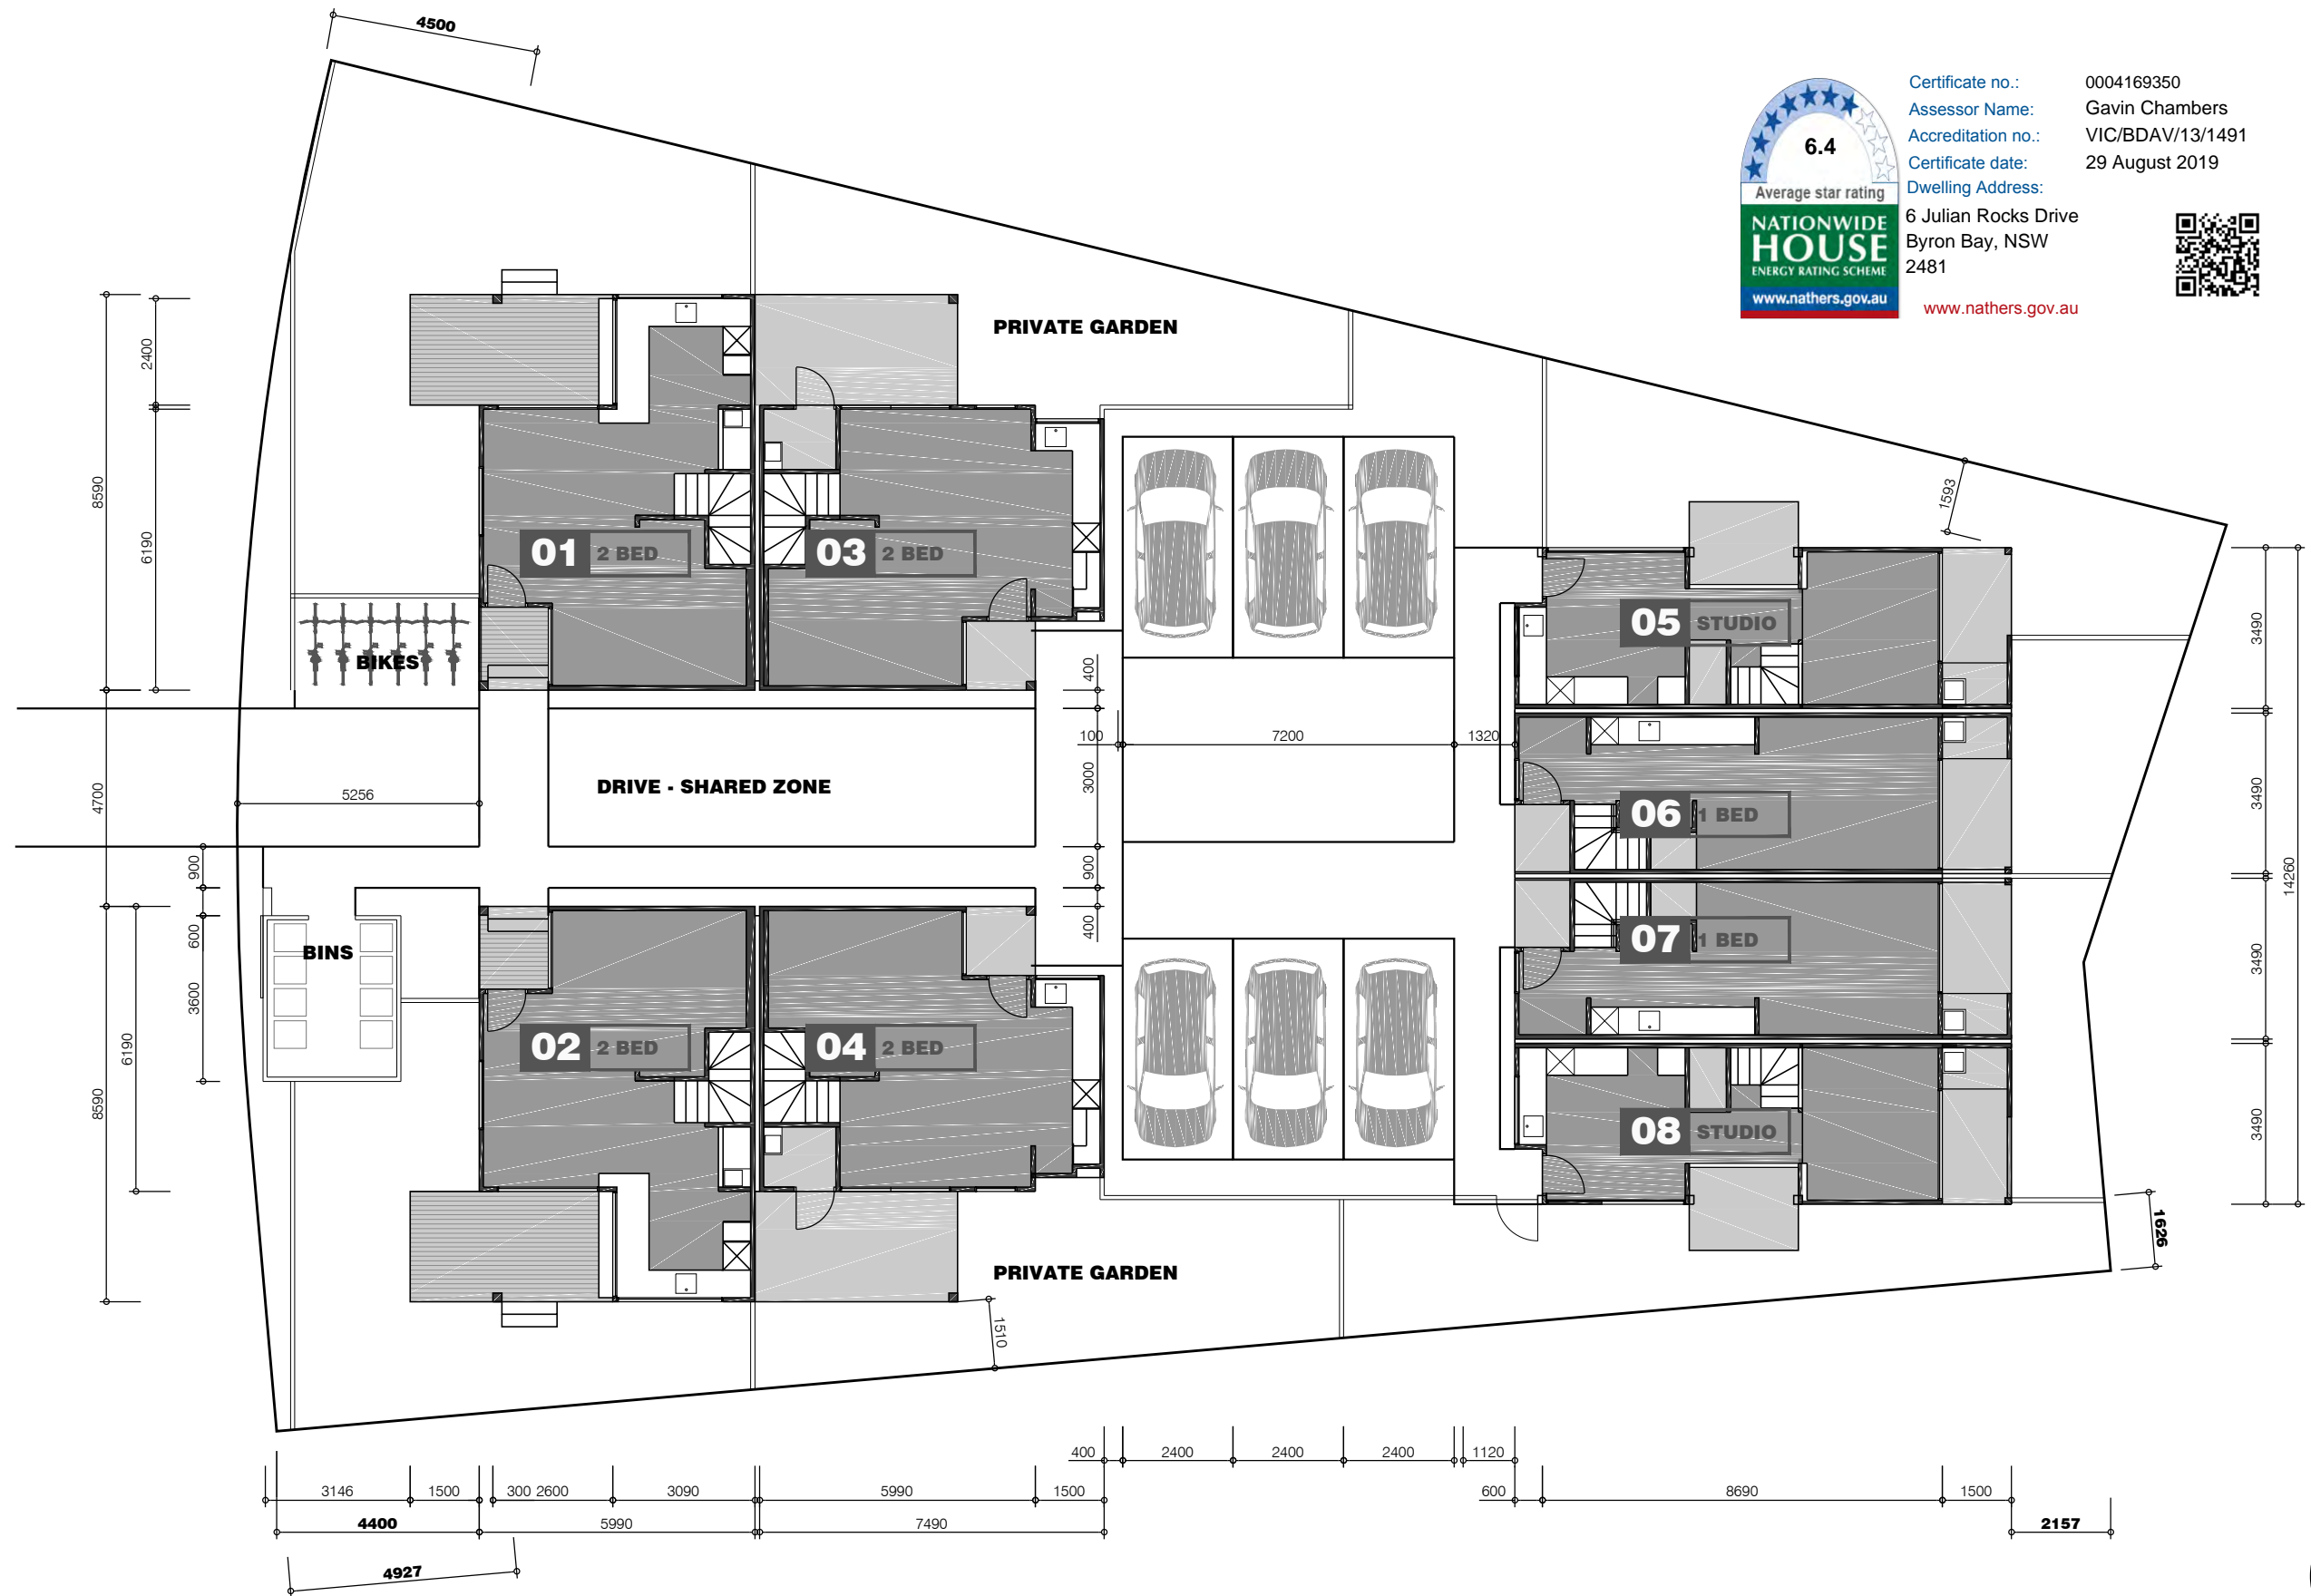 4500
Certificate no.: 0004169350
Assessor Name: Gavin Chambers
Accreditation no.: VIC/BDAV/13/1491
Certificate date: 29 August 2019
Dwelling Address:
6 Julian Rocks Drive
Byron Bay, NSW
2481
www.nathers.gov.au
6.4
Average star rating
NATIONWIDE
HOUSE
ENERGY RATING SCHEME
www.nathers.gov.au
PRIVATE GARDEN
2400
8590
6190
1593
01 2 BED
03 2 BED
05 STUDIO
3490
BIKES
400
100
7200
1320
3000
DRIVE - SHARED ZONE
5256
4700
06 1 BED
3490
14260
900
900
600
400
BINS
07 1 BED
3490
3600
6190
02 2 BED
04 2 BED
8590
08 STUDIO
3490
1626
PRIVATE GARDEN
1510
400 2400 2400 2400 1120
3146 1500 300 2600 3090 5990 1500 600 8690 1500
4400 5990 7490 2157
4927